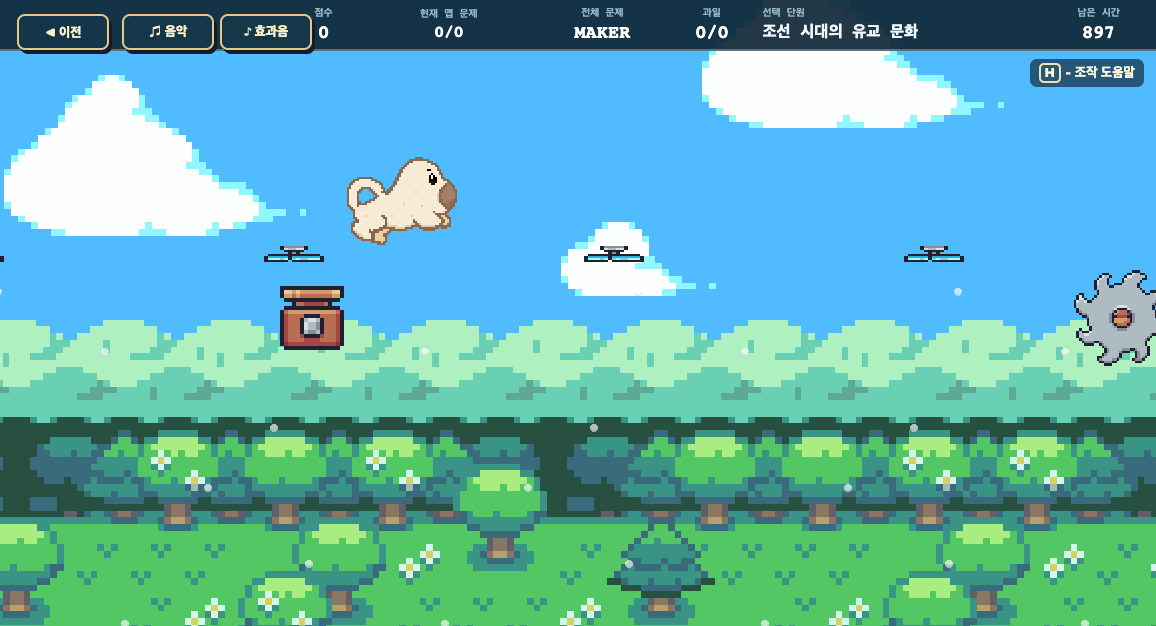 ◀ 이전
♫ 음악
♪ 효과음
점수
0
현재 맵 문제
0/0
전체 문제
MAKER
과일
0/0
선택 단원
조선 시대의 유교 문화
남은 시간
897
H - 조작 도움말